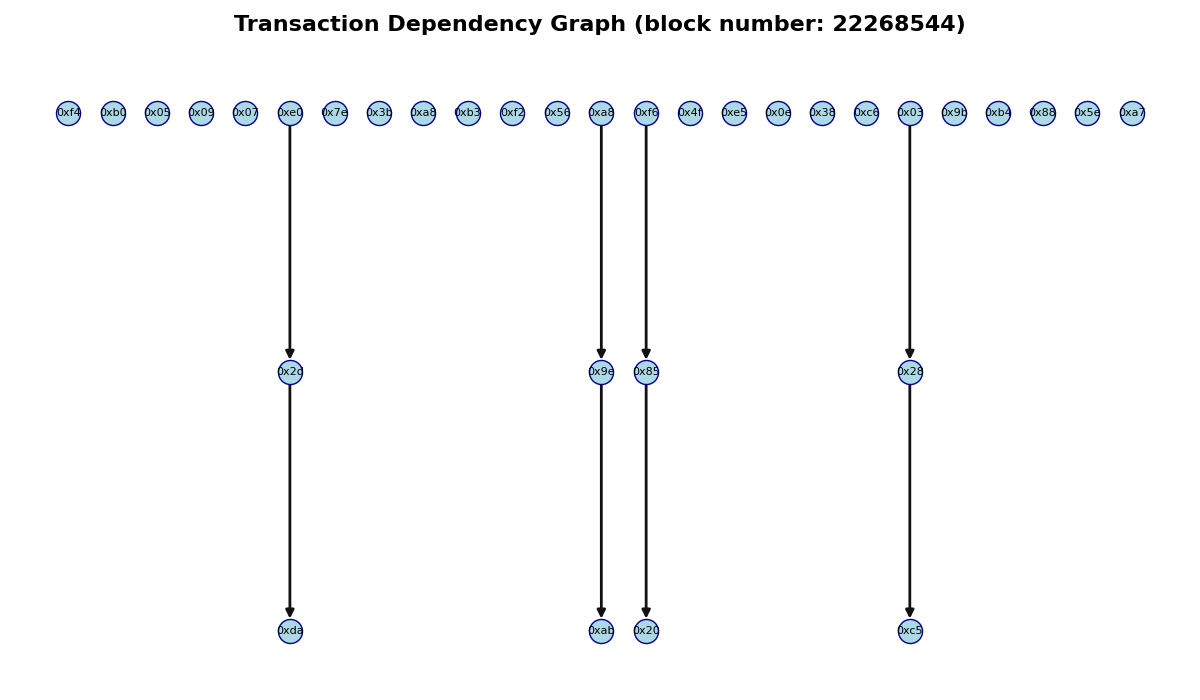 Transaction Dependency Graph (block number: 22268544)
0xf4 0xb0 0x05 0x09 0x07 0xe0 0x7e 0x3b 0xa8 0xb3 0xf2 0x56 0xa8 0xf6 0x4f 0xe5 0x0e 0x38 0xc6 0x03 0x9b 0xb4 0x88 0x5e 0xa7
0x2d 0x9e 0x85 0x28
0xda 0xab 0x20 0xc5